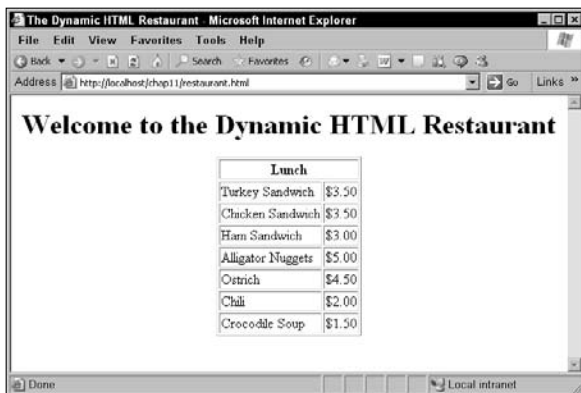 The Dynamic HTML Restaurant - Microsoft Internet Explorer
File Edit View Favorites Tools Help
Back Search Favorites
Address http://localhost/chap11/restaurant.html Go Links »
Welcome to the Dynamic HTML Restaurant
Lunch
Turkey Sandwich $3.50
Chicken Sandwich $3.50
Ham Sandwich $3.00
Alligator Nuggets $5.00
Ostrich $4.50
Chili $2.00
Crocodile Soup $1.50
Done Local intranet